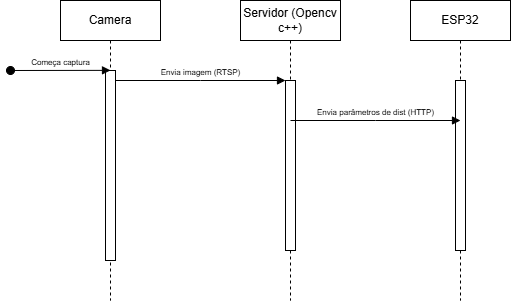 Camera
Servidor (Opencv
c++)
ESP32
Começa captura
Envia imagem (RTSP)
Envia parâmetros de dist (HTTP)